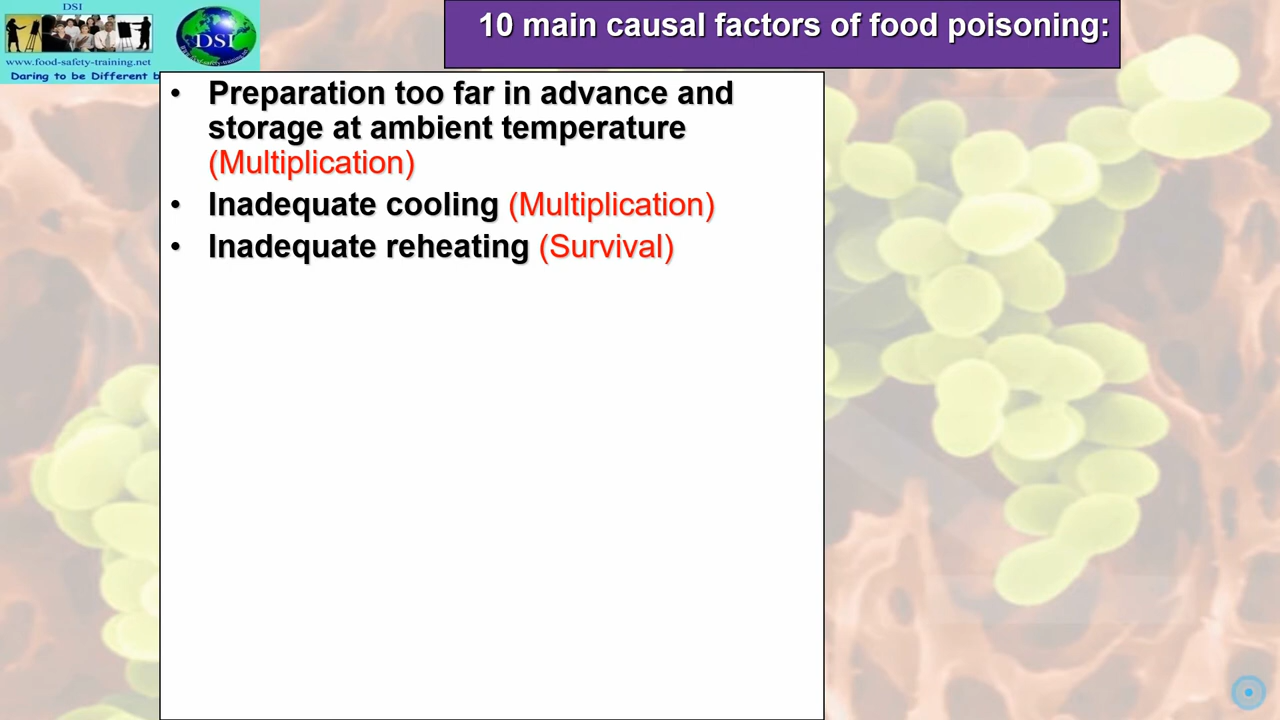 DSI
www.food-safety-training.net
Daring to be Different b
DSI
10 main causal factors of food poisoning:
• Preparation too far in advance and
storage at ambient temperature
(Multiplication)
• Inadequate cooling (Multiplication)
• Inadequate reheating (Survival)